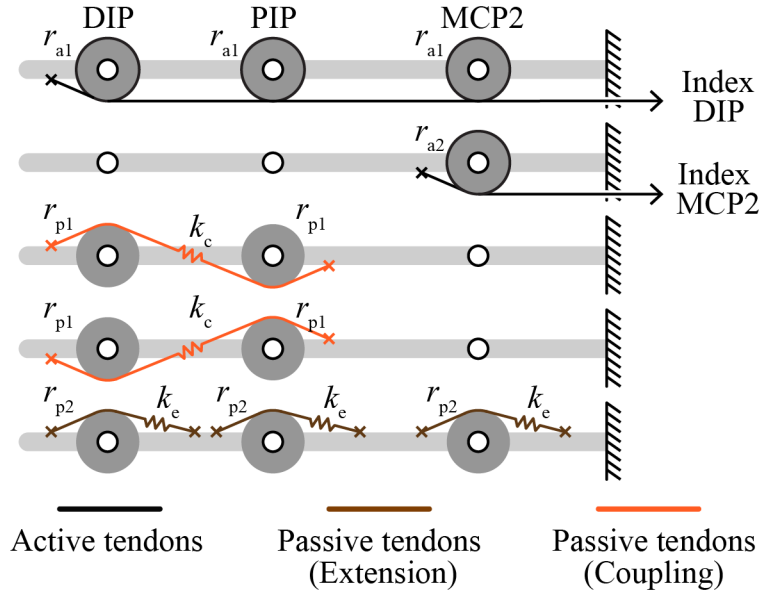 DIP PIP MCP2
r_a1 r_a1 r_a1
Index
DIP
r_a2
Index
MCP2
r_p1 k_c r_p1
r_p1 k_c r_p1
r_p2 k_e r_p2 k_e r_p2 k_e
Active tendons Passive tendons Passive tendons
(Extension) (Coupling)